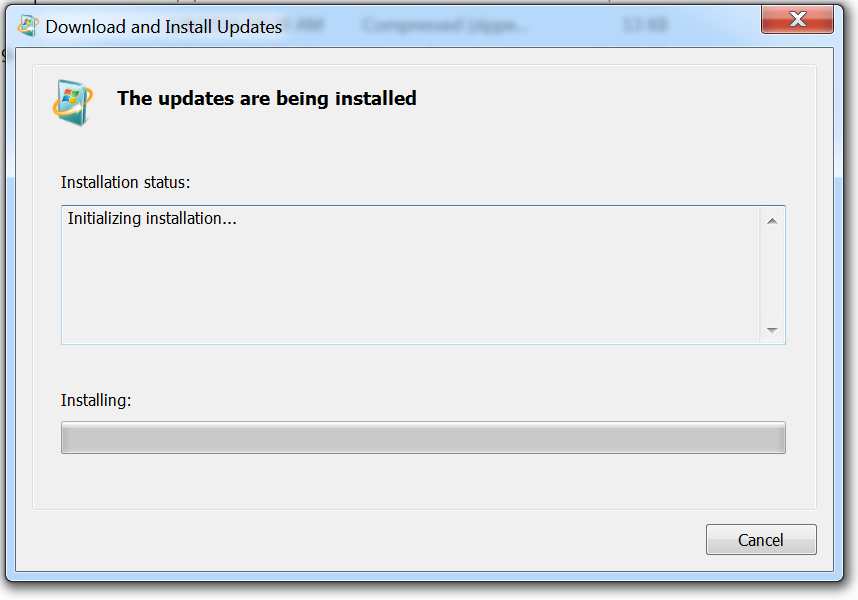 Download and Install Updates
The updates are being installed
Installation status:
Initializing installation...
Installing:
Cancel